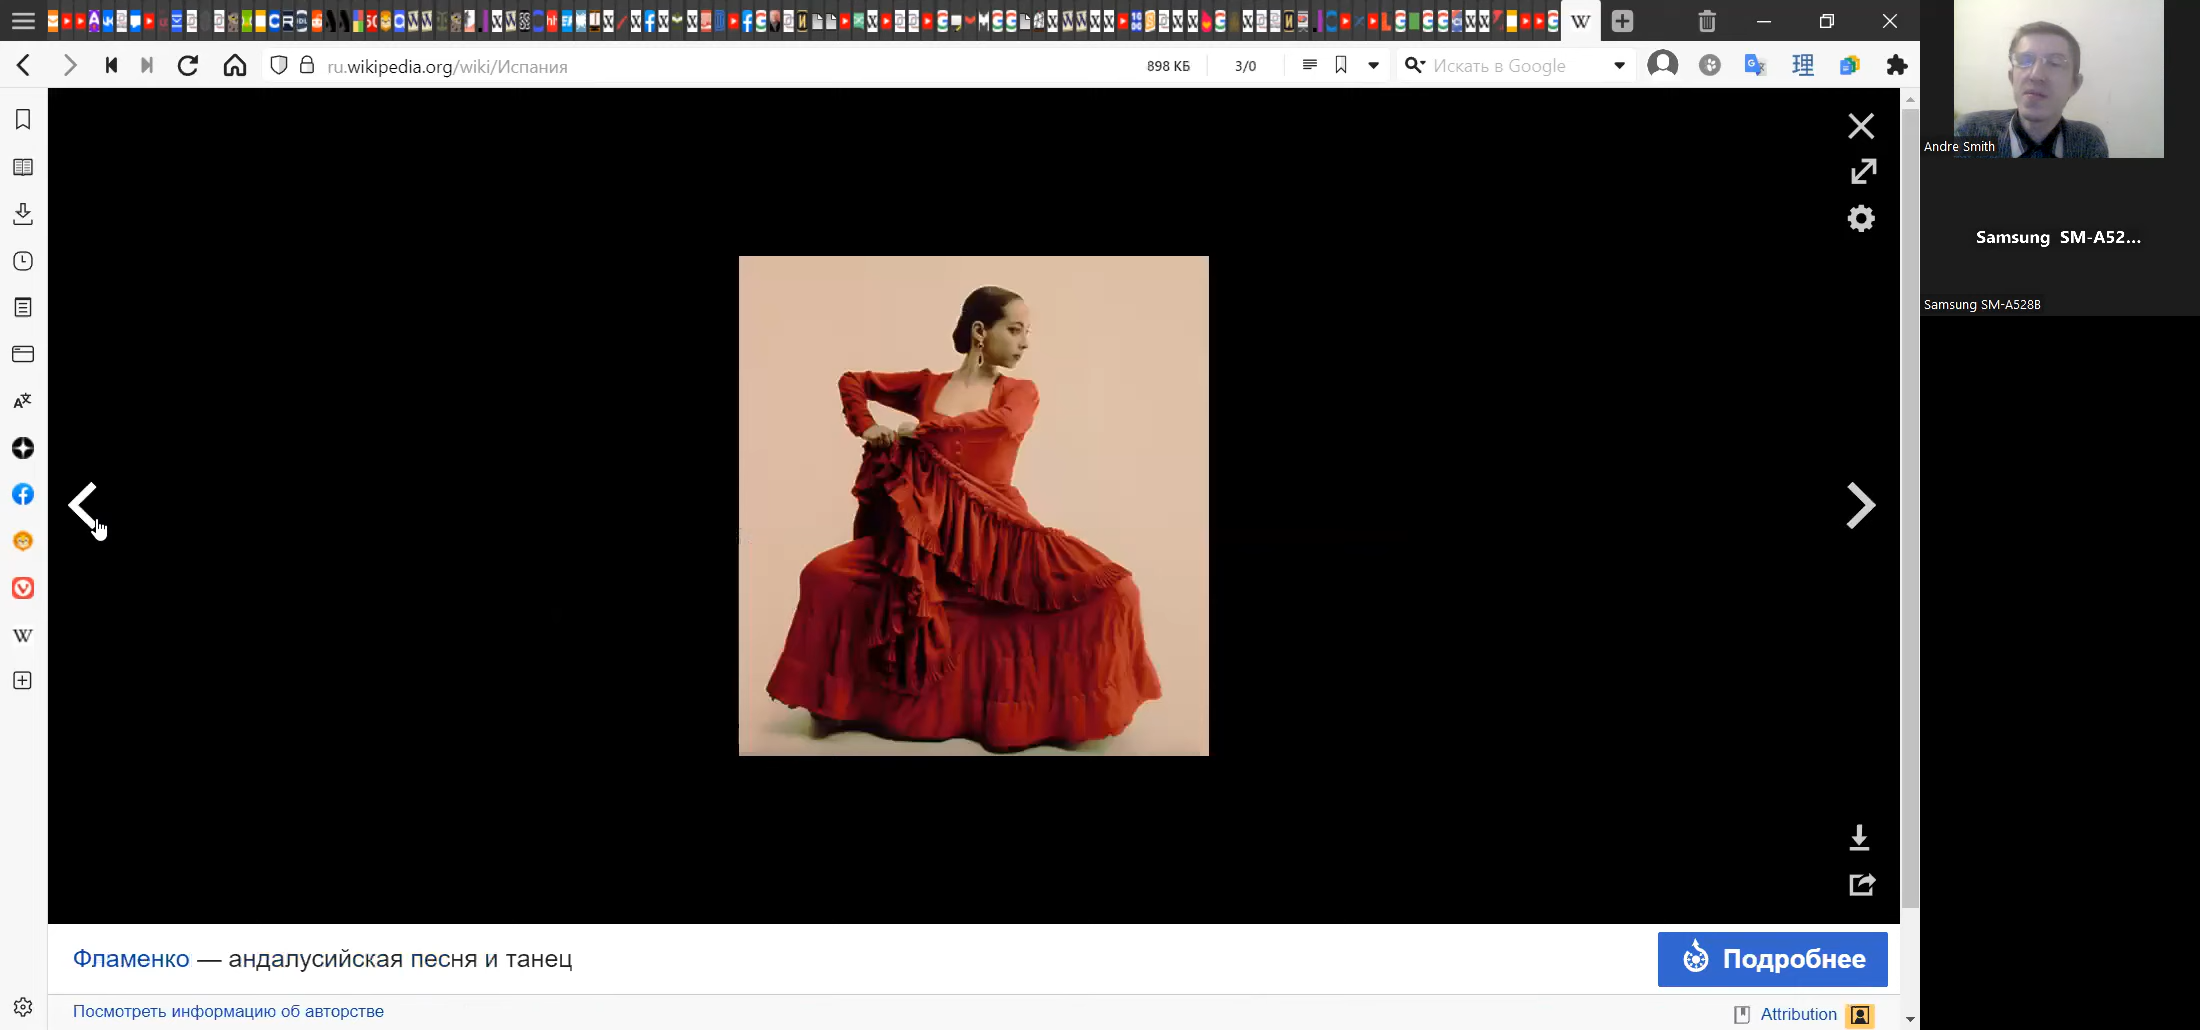 ru.wikipedia.org/wiki/Испания
898 КБ
3/0
Искать в Google
Andre Smith
Samsung SM-A52...
Samsung SM-A528B
Фламенко — андалусийская песня и танец
Подробнее
Посмотреть информацию об авторстве
Attribution